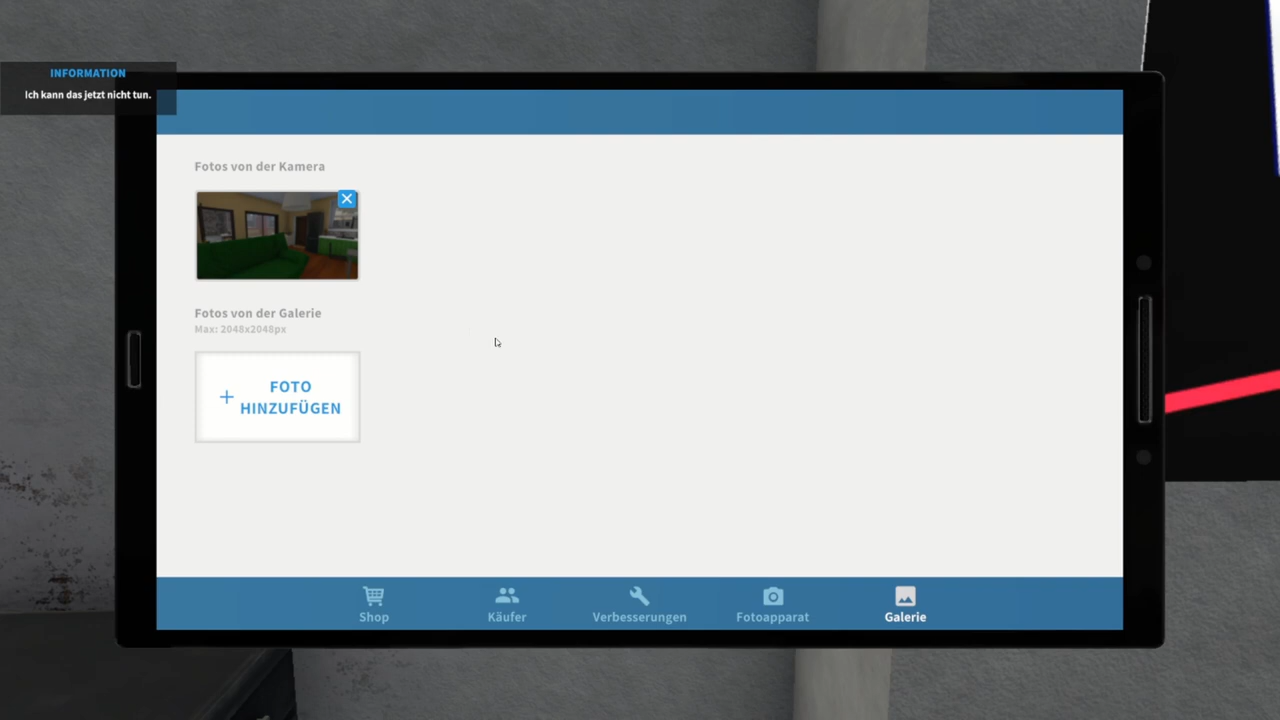 INFORMATION
Ich kann das jetzt nicht tun.
Fotos von der Kamera
Fotos von der Galerie
Max: 2048x2048px
+ FOTO
HINZUFÜGEN
Shop
Käufer
Verbesserungen
Fotoapparat
Galerie